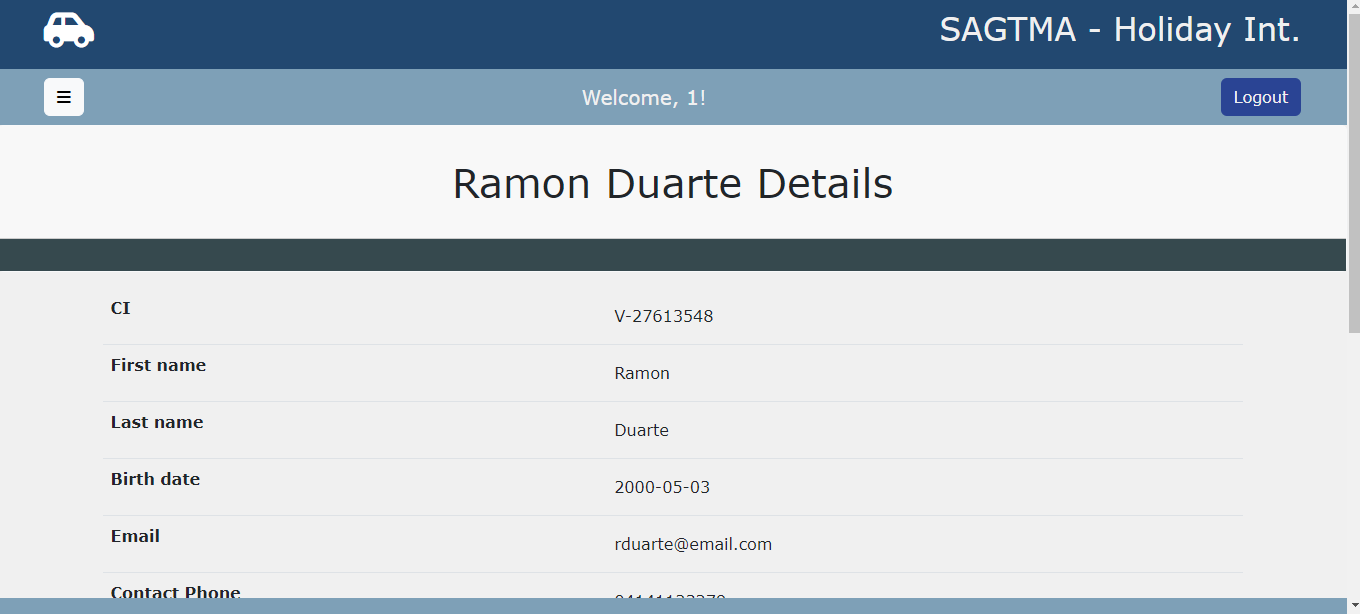 SAGTMA - Holiday Int.
Welcome, 1!
Logout
Ramon Duarte Details
CI
V-27613548
First name
Ramon
Last name
Duarte
Birth date
2000-05-03
Email
rduarte@email.com
Contact Phone